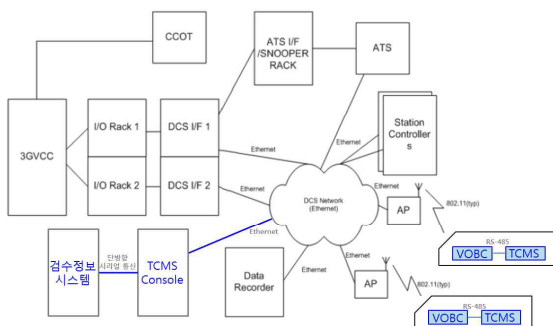 CCOT
ATS I/F
/SNOOPER
RACK
ATS
3GVCC
I/O Rack 1
DCS I/F 1
I/O Rack 2
DCS I/F 2
Ethernet
Ethernet
Ethernet
Station
Controller
s
Ethernet
DCS Network
(Ethernet)
Ethernet
AP
802.11(typ)
Ethernet
검수정보
시스템
단방향
시리얼 통신
TCMS
Console
Data
Recorder
Ethernet
Ethernet
AP
802.11(typ)
RS-485
VOBC
TCMS
RS-485
VOBC
TCMS